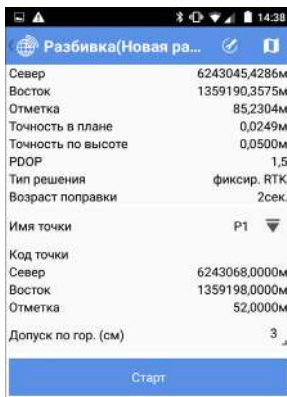 14:38
Разбивка(Новая ра...
Север 6243045,4286м
Восток 1359190,3575м
Отметка 85,2304м
Точность в плане 0,0249м
Точность по высоте 0,0500м
PDOP 1,5
Тип решения фиксир. RTK
Возраст поправки 2сек.
Имя точки P1
Код точки
Север 6243068,0000м
Восток 1359198,0000м
Отметка 52,0000м
Допуск по гор. (см) 3
Старт